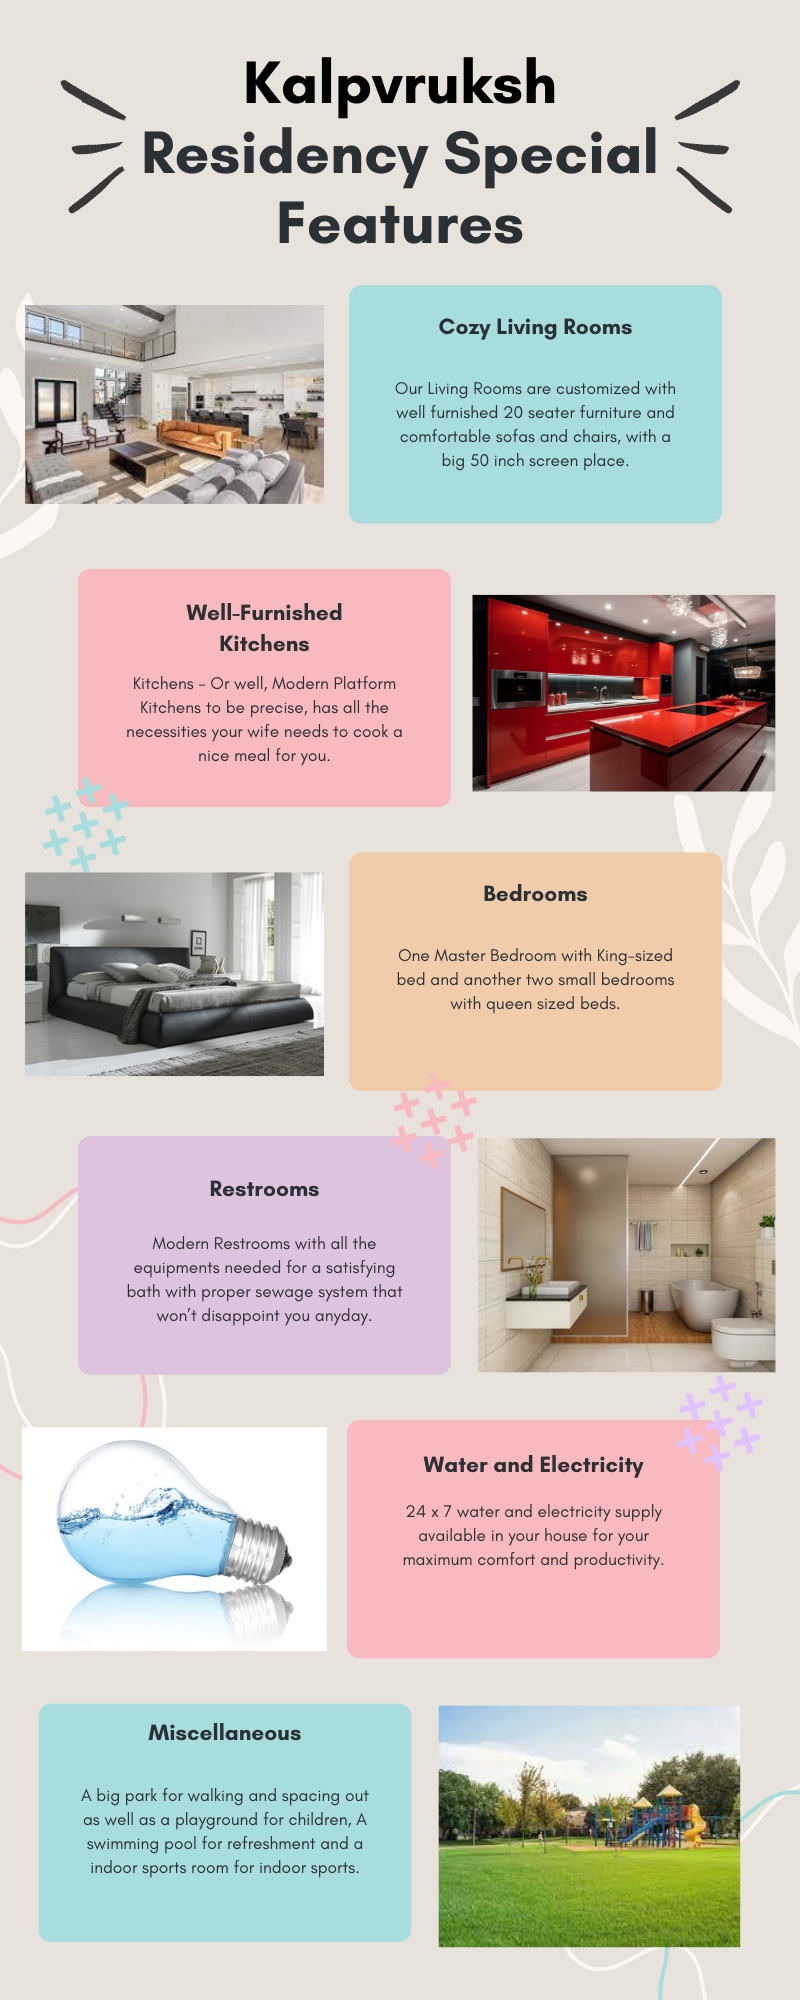 Kalpvruksh
Residency Special
Features
Cozy Living Rooms
Our Living Rooms are customized with
well furnished 20 seater furniture and
comfortable sofas and chairs, with a
big 50 inch screen place.
Well-Furnished
Kitchens
Kitchens - Or well, Modern Platform
Kitchens to be precise, has all the
necessities your wife needs to cook a
nice meal for you.
Bedrooms
One Master Bedroom with King-sized
bed and another two small bedrooms
with queen sized beds.
Restrooms
Modern Restrooms with all the
equipments needed for a satisfying
bath with proper sewage system that
won't disappoint you anyday.
Water and Electricity
24 x 7 water and electricity supply
available in your house for your
maximum comfort and productivity.
Miscellaneous
A big park for walking and spacing out
as well as a playground for children, A
swimming pool for refreshment and a
indoor sports room for indoor sports.